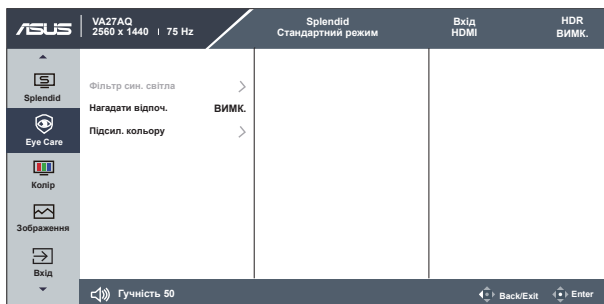 ASUS
VA27AQ
2560 x 1440 | 75 Hz
Splendid
Стандартний режим
Вхід
HDMI
HDR
ВИМК.
Splendid
Eye Care
Колір
Зображення
Вхід
Фільтр син. світла
Нагадати відпоч. ВИМК.
Підсил. кольору
Гучність 50
Back/Exit Enter